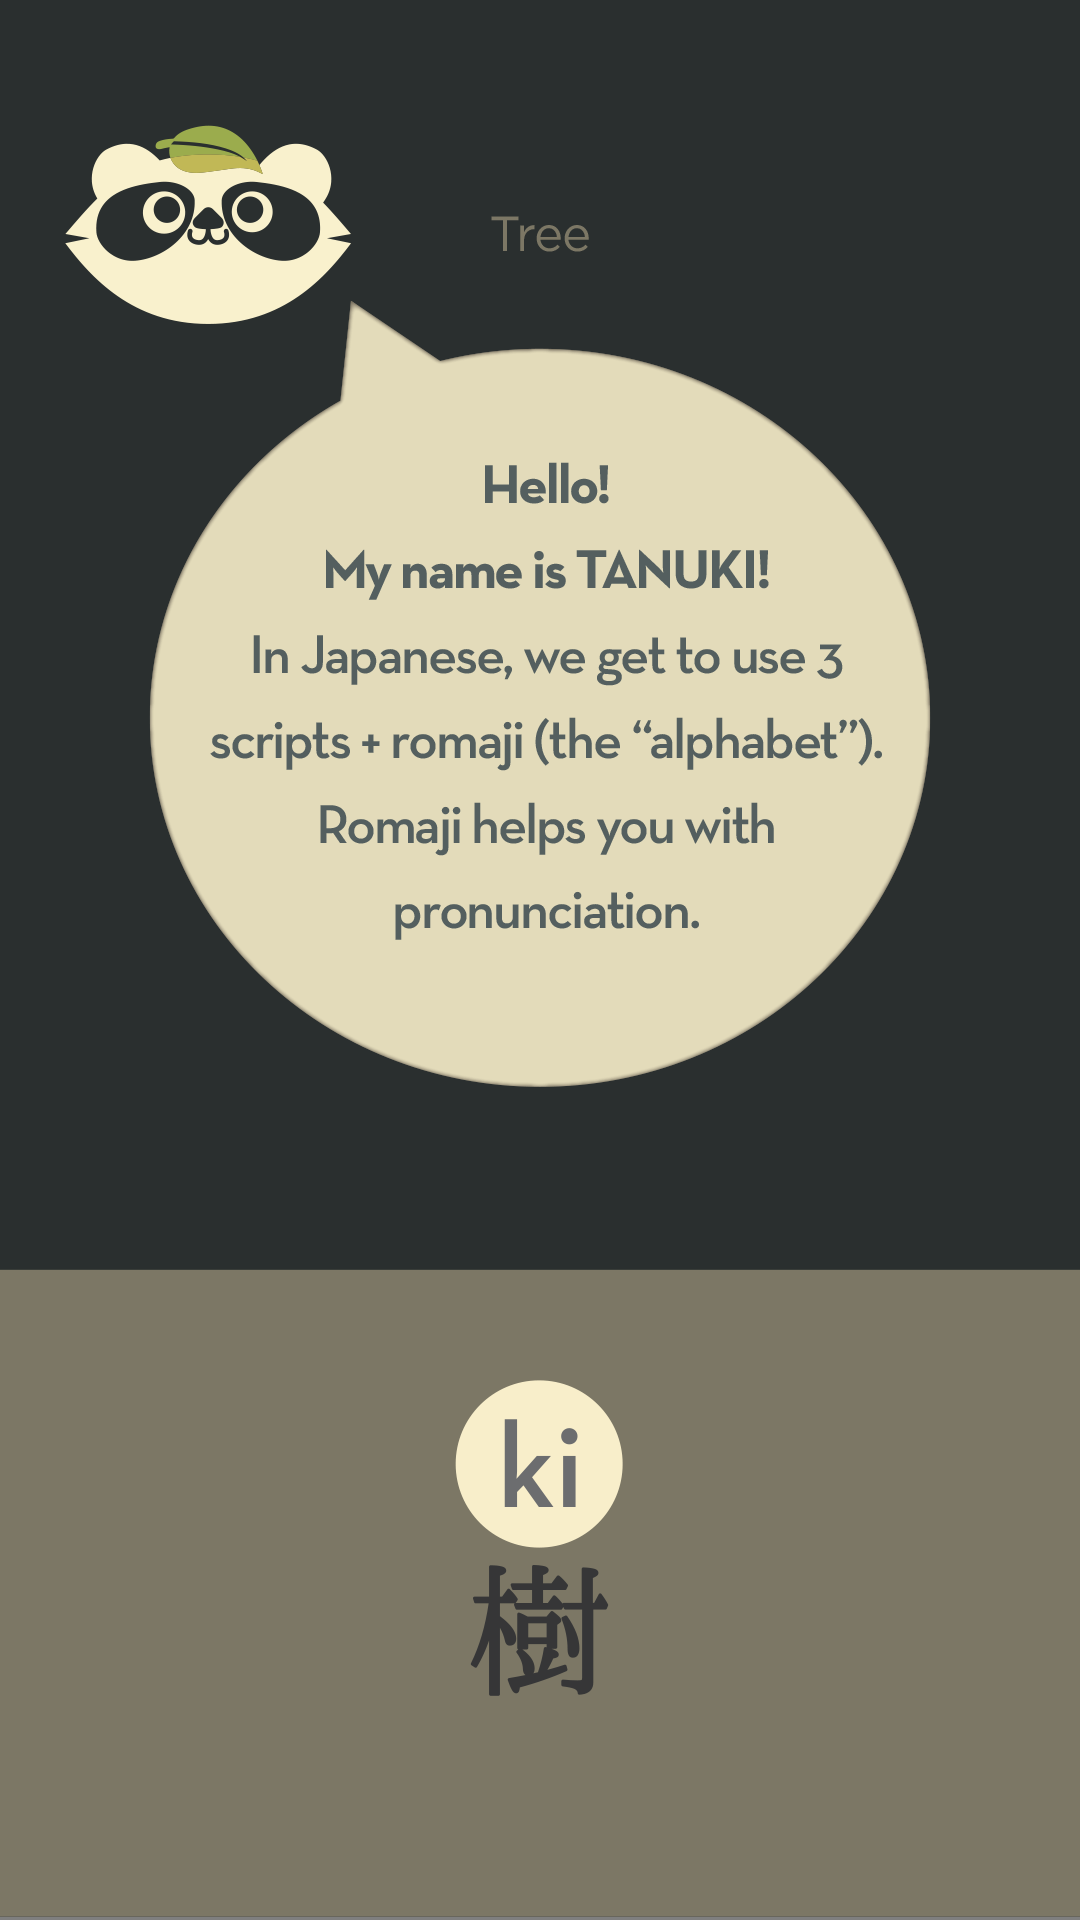 Tree
Hello!
My name is TANUKI!
In Japanese, we get to use 3
scripts + romaji (the “alphabet”).
Romaji helps you with
pronunciation.
ki
樹